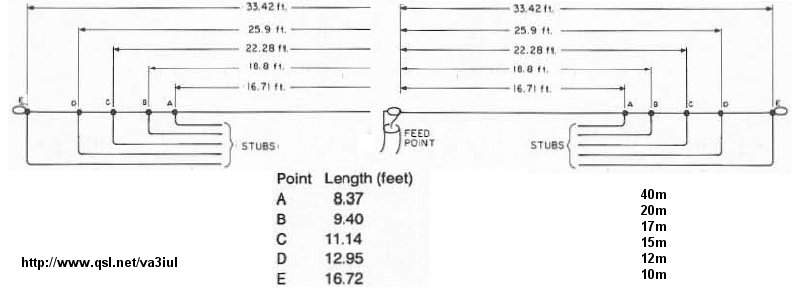 33.42 ft. 33.42 ft.
25.9 ft. 25.9 ft.
22.28 ft. 22.28 ft.
18.8 ft. 18.8 ft.
16.71 ft. 16.71 ft.
E D C B A A B C D E
FEED
POINT
STUBS STUBS
Point Length (feet)
A 8.37
B 9.40
C 11.14
D 12.95
E 16.72
40m
20m
17m
15m
12m
10m
http://www.qsl.net/va3iul